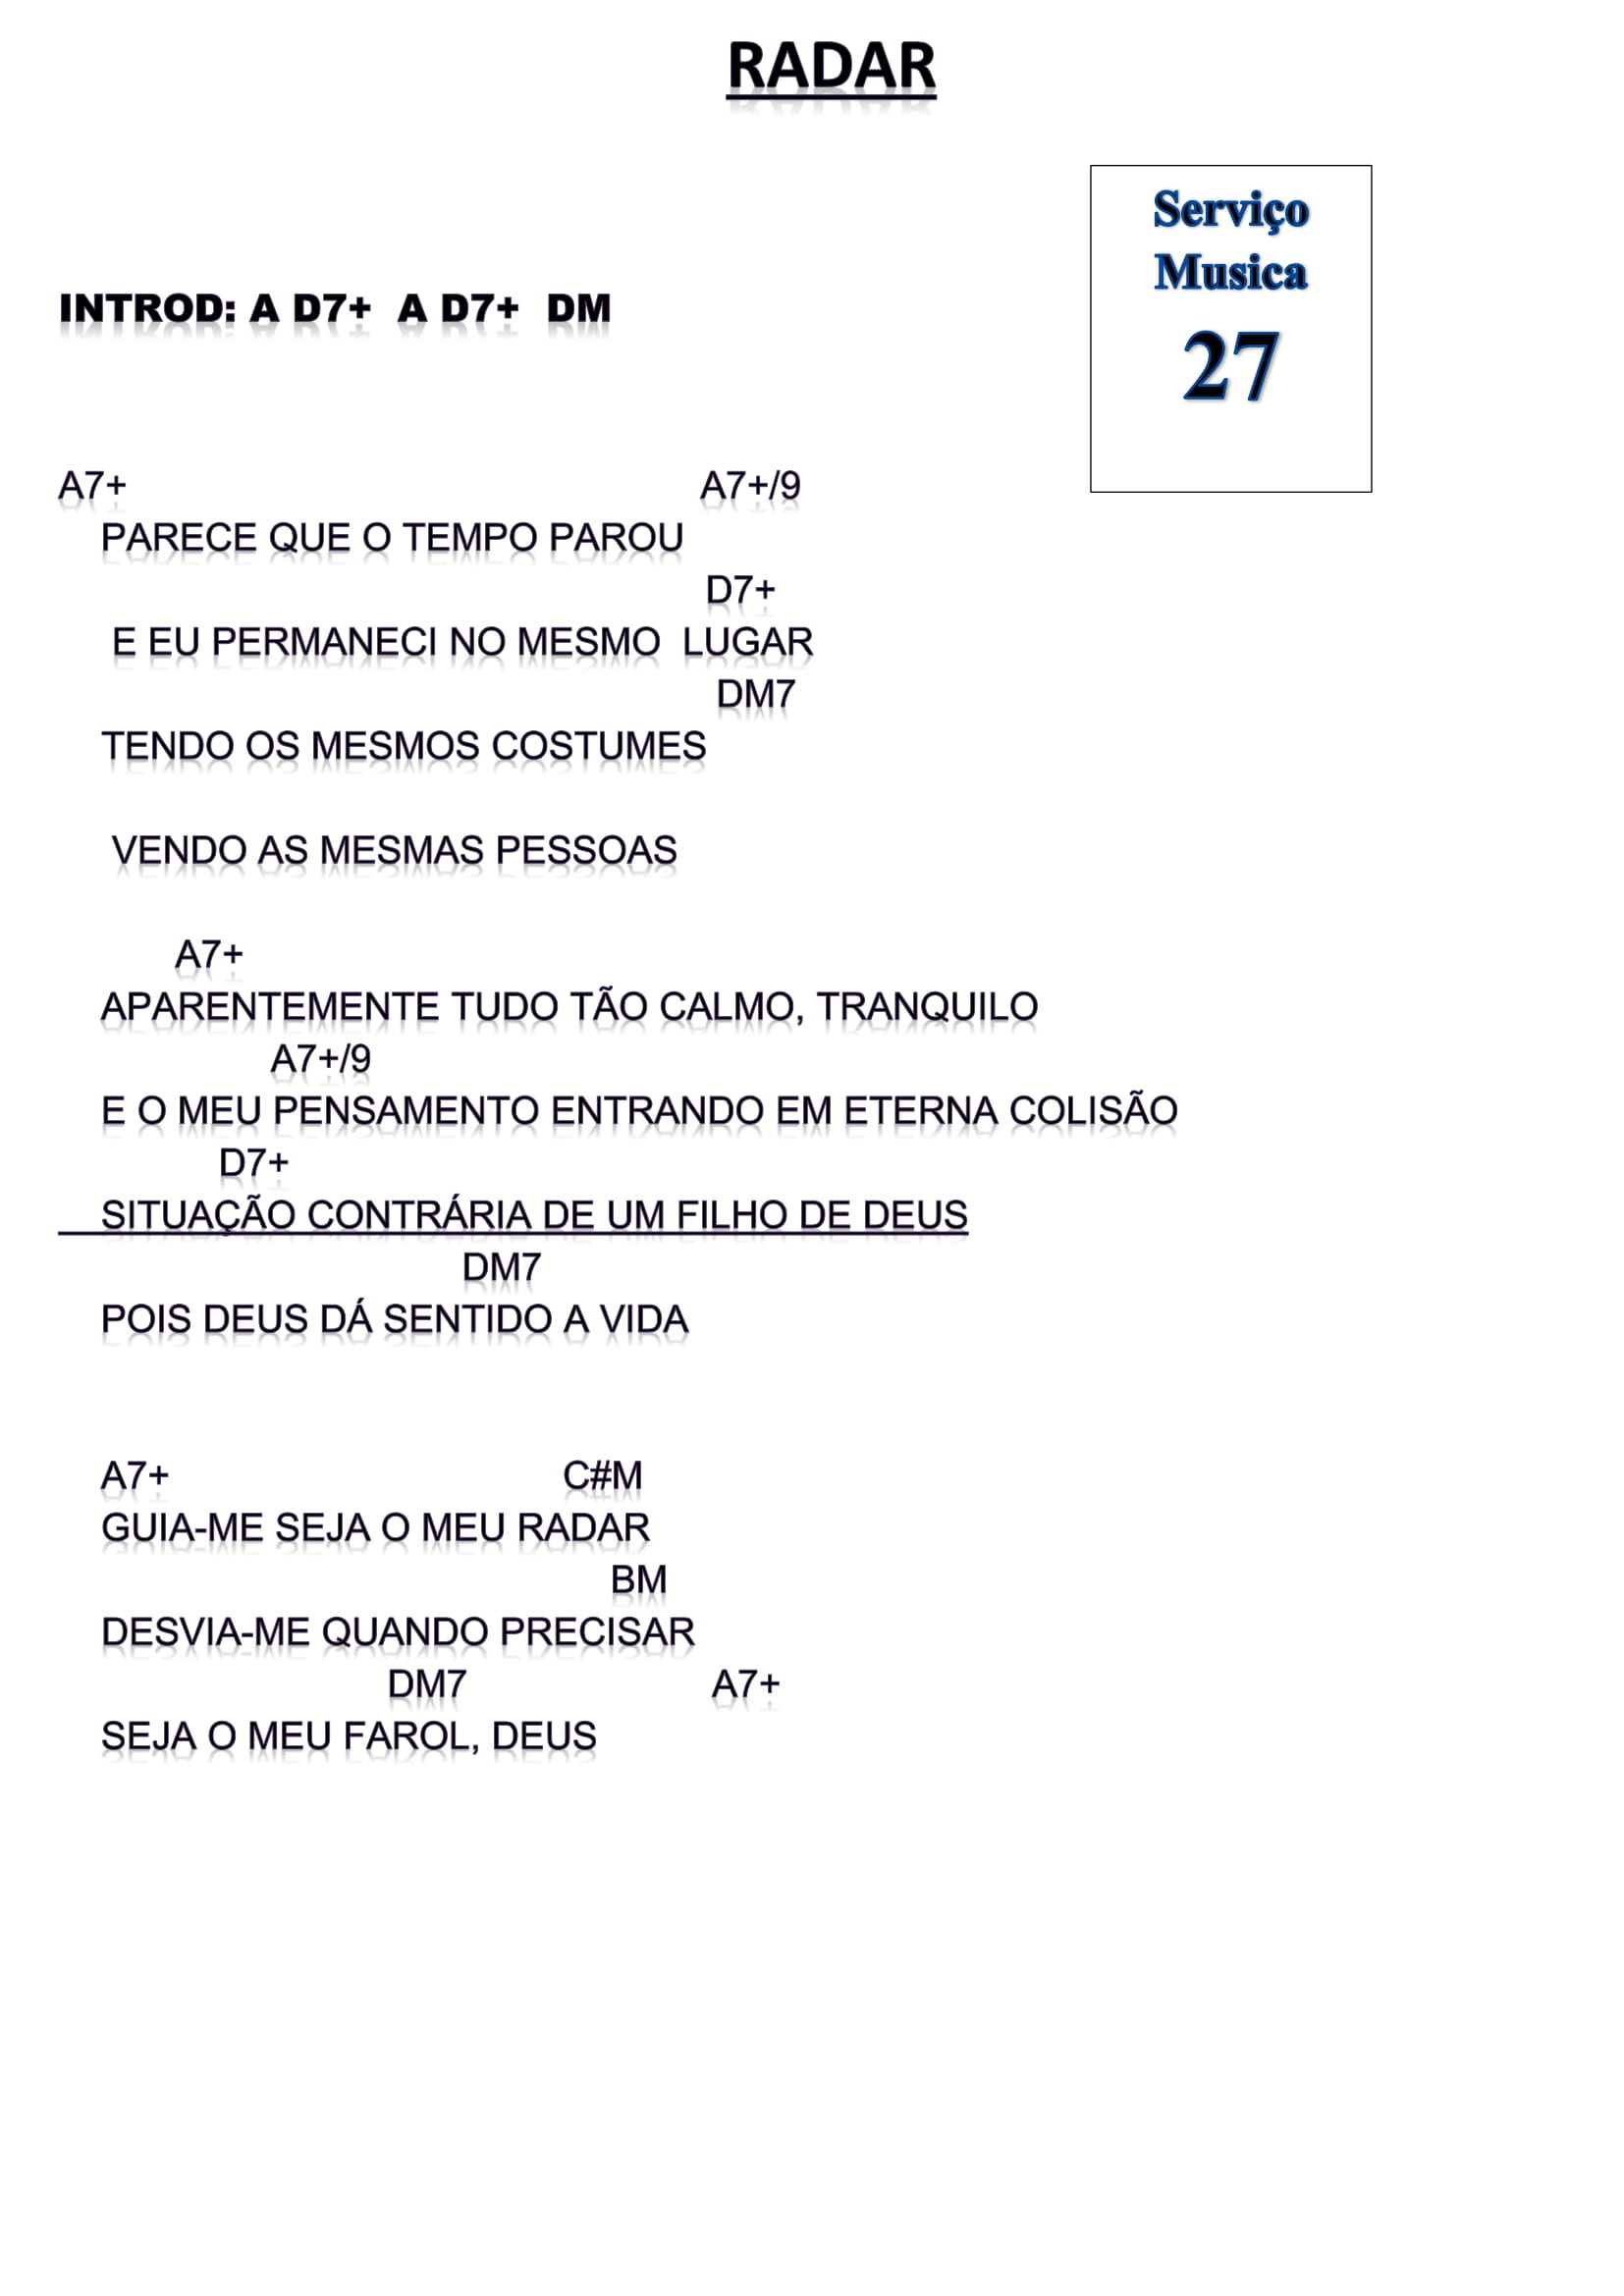 RADAR
Serviço
Musica
27
INTROD: A D7+  A D7+  DM
A7+ A7+/9
PARECE QUE O TEMPO PAROU
D7+
E EU PERMANECI NO MESMO  LUGAR
DM7
TENDO OS MESMOS COSTUMES
VENDO AS MESMAS PESSOAS
A7+
APARENTEMENTE TUDO TÃO CALMO, TRANQUILO
A7+/9
E O MEU PENSAMENTO ENTRANDO EM ETERNA COLISÃO
D7+
SITUAÇÃO CONTRÁRIA DE UM FILHO DE DEUS
DM7
POIS DEUS DÁ SENTIDO A VIDA
A7+ C#M
GUIA-ME SEJA O MEU RADAR
BM
DESVIA-ME QUANDO PRECISAR
DM7 A7+
SEJA O MEU FAROL, DEUS